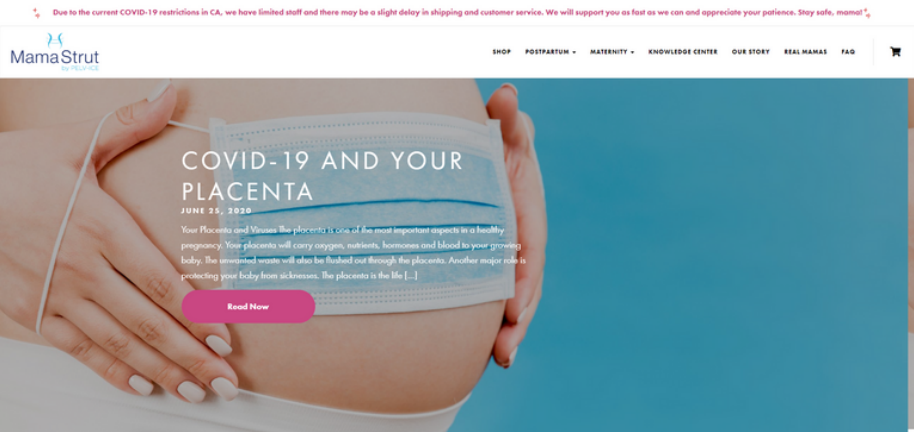 Due to the current COVID-19 restrictions in CA, we have limited staff and there may be a slight delay in shipping and customer service. We will support you as fast as we can and appreciate your patience. Stay safe, mama!
MamaStrut
by PELV-ICE
SHOP POSTPARTUM MATERNITY KNOWLEDGE CENTER OUR STORY REAL MAMAS FAQ
COVID-19 AND YOUR
PLACENTA
JUNE 25, 2020
Your Placenta and Viruses The placenta is one of the most important aspects in a healthy
pregnancy. Your placenta will carry oxygen, nutrients, hormones and blood to your growing
baby. The unwanted waste will also be flushed out through the placenta. Another major role is
protecting your baby from sicknesses. The placenta is the life [...]
Read Now